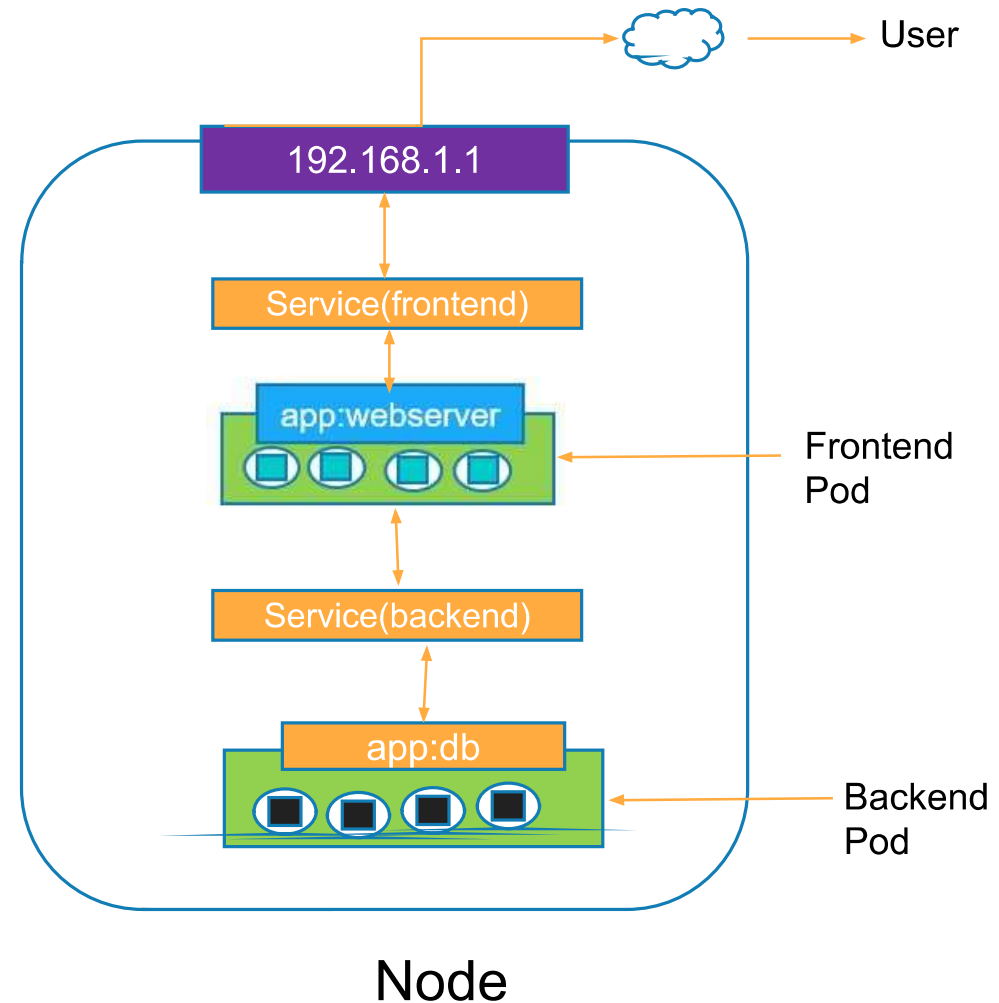 User
192.168.1.1
Service(frontend)
app:webserver
Frontend
Pod
Service(backend)
app:db
Backend
Pod
Node